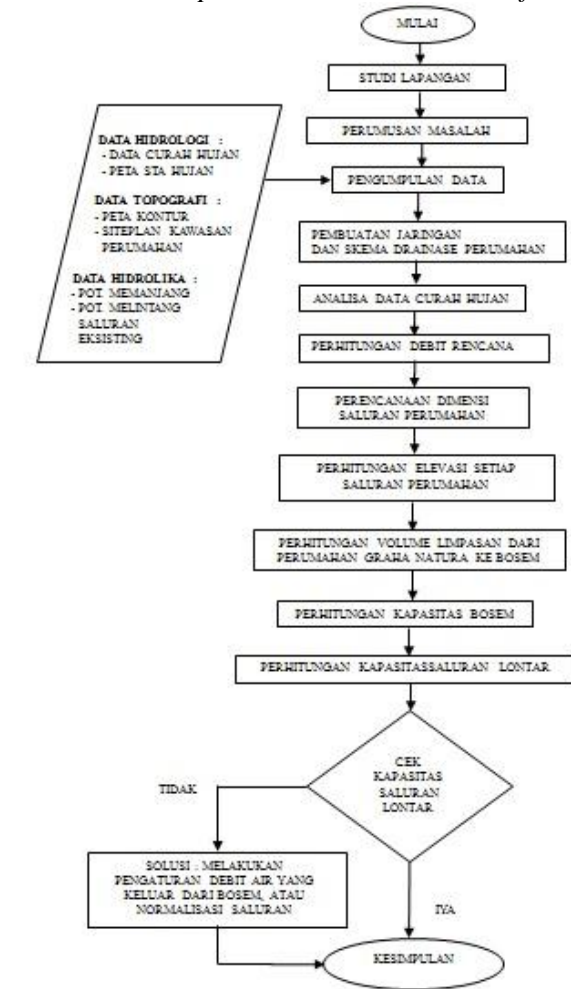 MULAI
STUDI LAPANGAN
PERUMUSAN MASALAH
DATA HIDROLOGI :
- DATA CURAH HUJAN
- PETA STA HUJAN
DATA TOPOGRAFI :
- PETA KONTUR
- SITEPLAN KAWASAN
PERUMAHAN
DATA HIDROLIKA :
- POT. MEMANJANG
- POT. MELINTANG
SALURAN
EKSISTING
PENGUMPULAN DATA
PEMBUATAN JARINGAN
DAN SKEMA DRAINASE PERUMAHAN
ANALISA DATA CURAH HUJAN
PERHITUNGAN DEBIT RENCANA
PERENCANAAN DIMENSI
SALURAN PERUMAHAN
PERHITUNGAN ELEVASI SETIAP
SALURAN PERUMAHAN
PERHITUNGAN VOLUME LIMPASAN DARI
PERUMAHAN GRAHA NATURA KE BOSEM
PERHITUNGAN KAPASITAS BOSEM
PERHITUNGAN KAPASITASSALURAN LONTAR
CEK
KAPASITAS
SALURAN
LONTAR
TIDAK
SOLUSI : MELAKUKAN
PENGATURAN DEBIT AIR YANG
KELUAR DARI BOSEM, ATAU
NORMALISASI SALURAN
IYA
KESIMPULAN